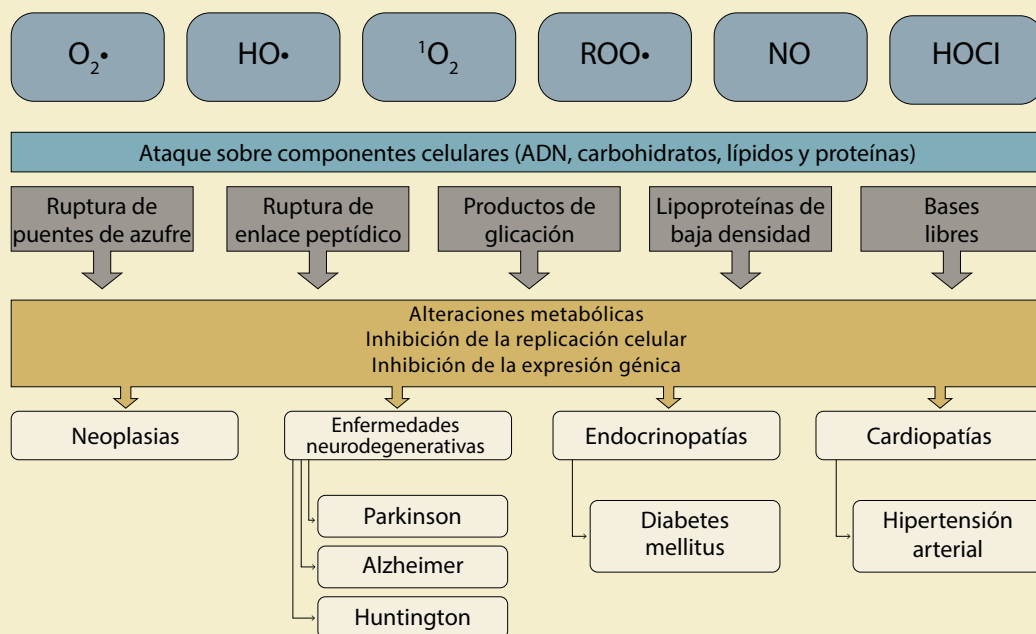 O₂•
HO•
¹O₂
ROO•
NO
HOCl
Ataque sobre componentes celulares (ADN, carbohidratos, lípidos y proteínas)
Ruptura de
puentes de azufre
Ruptura de
enlace peptídico
Productos de
glicación
Lipoproteínas de
baja densidad
Bases
libres
Alteraciones metabólicas
Inhibición de la replicación celular
Inhibición de la expresión génica
Neoplasias
Enfermedades
neurodegenerativas
Parkinson
Alzheimer
Huntington
Endocrinopatías
Diabetes
mellitus
Cardiopatías
Hipertensión
arterial